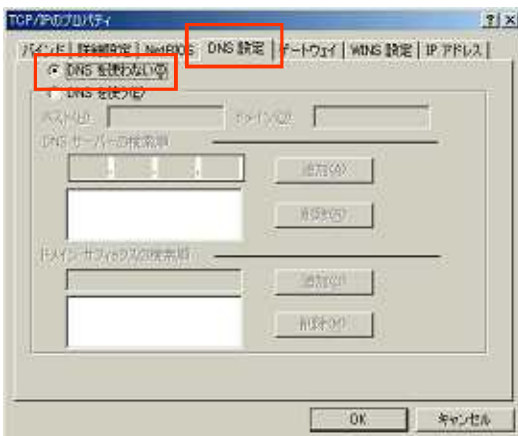 TCP/IPのプロパティ
バインド 詳細設定 NetBIOS DNS 設定 ゲートウェイ WINS 設定 IP アドレス
DNS を使わない(I)
DNS を使う(E)
ホスト(H) ドメイン(O)
DNS サーバーの検索順
追加(A)
削除(R)
ドメイン サフィックスの検索順
追加(D)
削除(M)
OK キャンセル